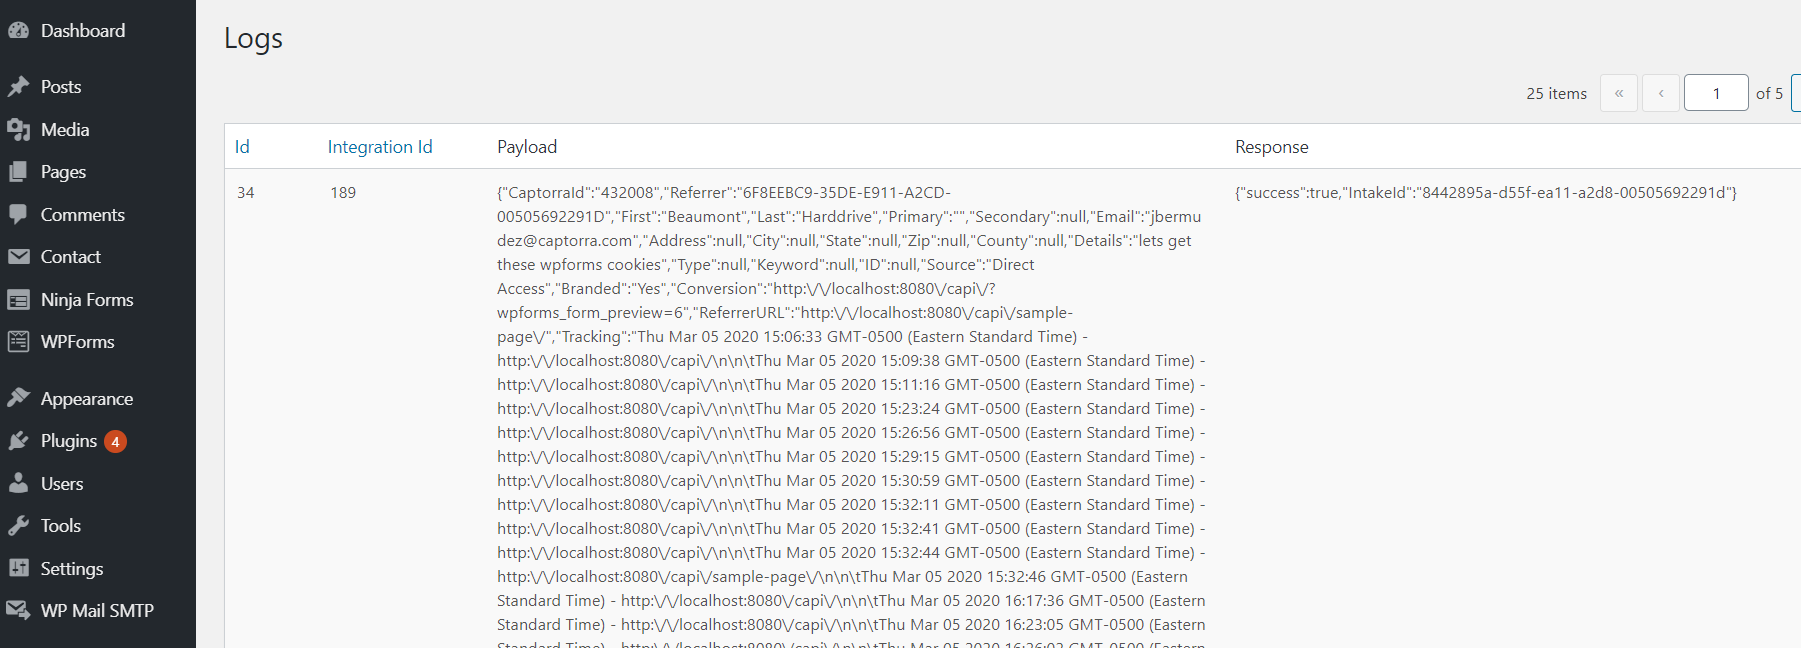 Dashboard
Posts
Media
Pages
Comments
Contact
Ninja Forms
WPForms
Appearance
Plugins 4
Users
Tools
Settings
WP Mail SMTP
Logs
25 items « ‹ 1 of 5
Id Integration Id Payload Response
34 189 {"CaptorraId":"432008","Referrer":"6F8EEBC9-35DE-E911-A2CD- {"success":true,"IntakeId":"8442895a-d55f-ea11-a2d8-00505692291d"}
00505692291D","First":"Beaumont","Last":"Harddrive","Primary":"","Secondary":null,"Email":"jbermu
dez@captorra.com","Address":null,"City":null,"State":null,"Zip":null,"County":null,"Details":"lets get
these wpforms cookies","Type":null,"Keyword":null,"ID":null,"Source":"Direct
Access","Branded":"Yes","Conversion":"http:\/\/localhost:8080\/capi\/?
wpforms_form_preview=6","ReferrerURL":"http:\/\/localhost:8080\/capi\/sample-
page\/","Tracking":"Thu Mar 05 2020 15:06:33 GMT-0500 (Eastern Standard Time) -
http:\/\/localhost:8080\/capi\/\n\n\tThu Mar 05 2020 15:09:38 GMT-0500 (Eastern Standard Time) -
http:\/\/localhost:8080\/capi\/\n\n\tThu Mar 05 2020 15:11:16 GMT-0500 (Eastern Standard Time) -
http:\/\/localhost:8080\/capi\/\n\n\tThu Mar 05 2020 15:23:24 GMT-0500 (Eastern Standard Time) -
http:\/\/localhost:8080\/capi\/\n\n\tThu Mar 05 2020 15:26:56 GMT-0500 (Eastern Standard Time) -
http:\/\/localhost:8080\/capi\/\n\n\tThu Mar 05 2020 15:29:15 GMT-0500 (Eastern Standard Time) -
http:\/\/localhost:8080\/capi\/\n\n\tThu Mar 05 2020 15:30:59 GMT-0500 (Eastern Standard Time) -
http:\/\/localhost:8080\/capi\/\n\n\tThu Mar 05 2020 15:32:11 GMT-0500 (Eastern Standard Time) -
http:\/\/localhost:8080\/capi\/\n\n\tThu Mar 05 2020 15:32:41 GMT-0500 (Eastern Standard Time) -
http:\/\/localhost:8080\/capi\/\n\n\tThu Mar 05 2020 15:32:44 GMT-0500 (Eastern Standard Time) -
http:\/\/localhost:8080\/capi\/sample-page\/\n\n\tThu Mar 05 2020 15:32:46 GMT-0500 (Eastern
Standard Time) - http:\/\/localhost:8080\/capi\/\n\n\tThu Mar 05 2020 16:17:36 GMT-0500 (Eastern
Standard Time) - http:\/\/localhost:8080\/capi\/\n\n\tThu Mar 05 2020 16:23:05 GMT-0500 (Eastern